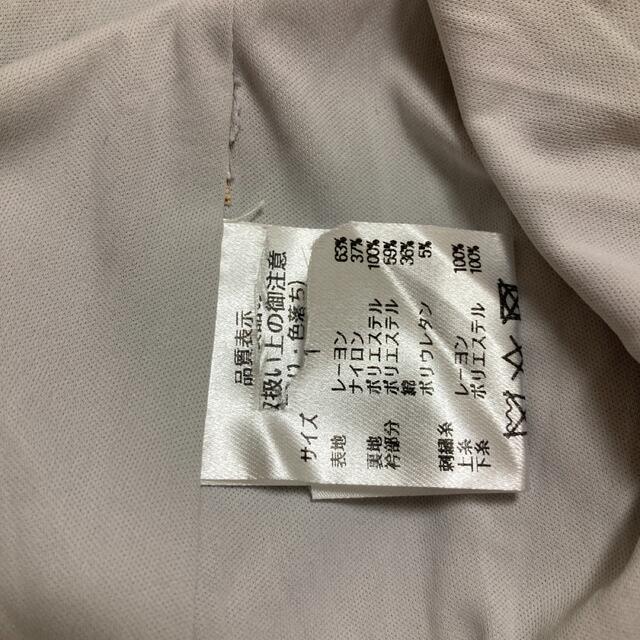 品質表示
取扱い上の御注意
・色落ち)
サイズ 1
表地 レーヨン 63%
ナイロン 37%
裏地 ポリエステル 100%
衿部分 ポリエステル 59%
綿 36%
ポリウレタン 5%
刺繍糸
上糸 レーヨン 100%
下糸 ポリエステル 100%